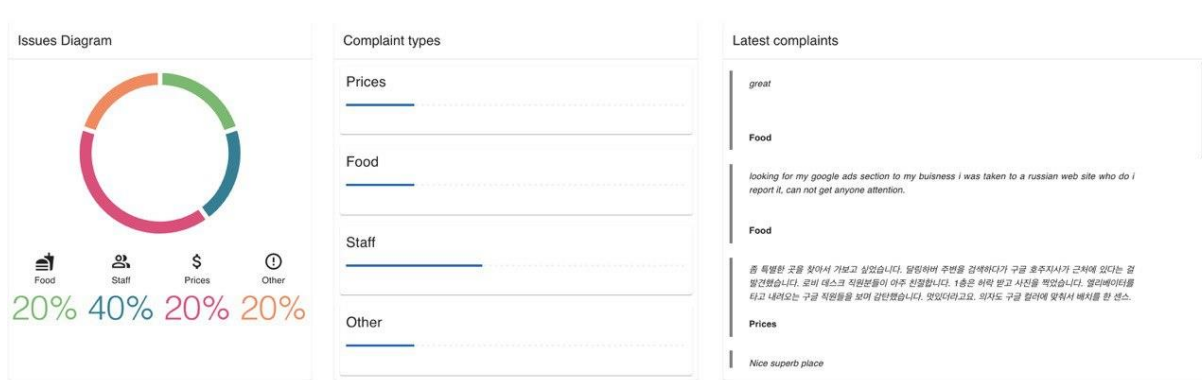 Issues Diagram
Food
Staff
Prices
Other
20%
40%
20%
20%
Complaint types
Prices
Food
Staff
Other
Latest complaints
great
Food
looking for my google ads section to my buisness i was taken to a russian web site who do i
report it, can not get anyone attention.
Food
좀 특별한 곳을 찾아서 가보고 싶었습니다. 달링하버 주변을 검색하다가 구글 호주지사가 근처에 있다는 걸
발견했습니다. 로비 데스크 직원분들이 아주 친절합니다. 1층은 허락 받고 사진을 찍었습니다. 엘리베이터를
타고 내려오는 구글 직원들을 보며 감탄했습니다. 멋있더라고요. 의자도 구글 컬러에 맞춰서 배치를 한 센스.
Prices
Nice superb place